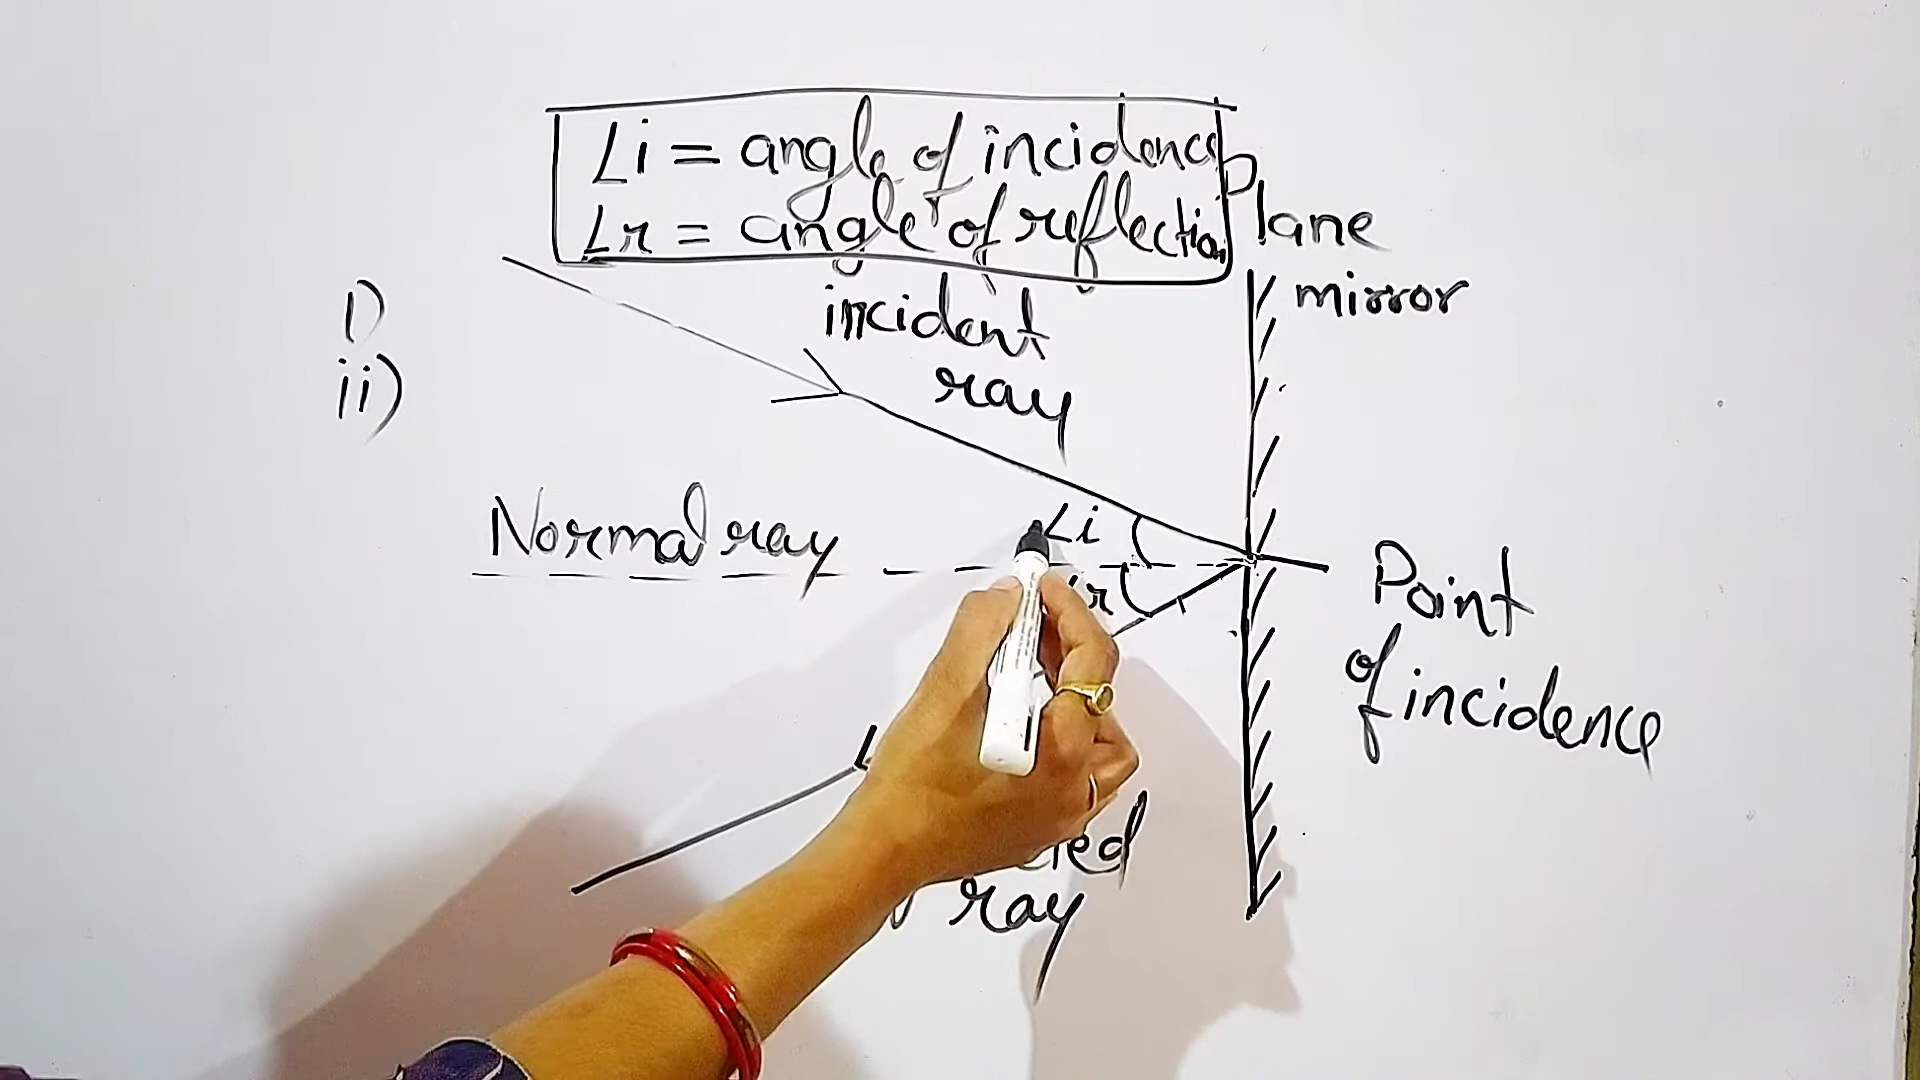 ∠i = angle of incidence
∠r = angle of reflection
Plane
mirror
i)
ii)
incident
ray
Normal ray
∠i
r
Point
of incidence
ray